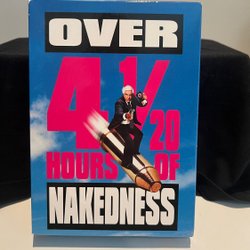 OVER
4 1/20
HOURS OF
NAKEDNESS